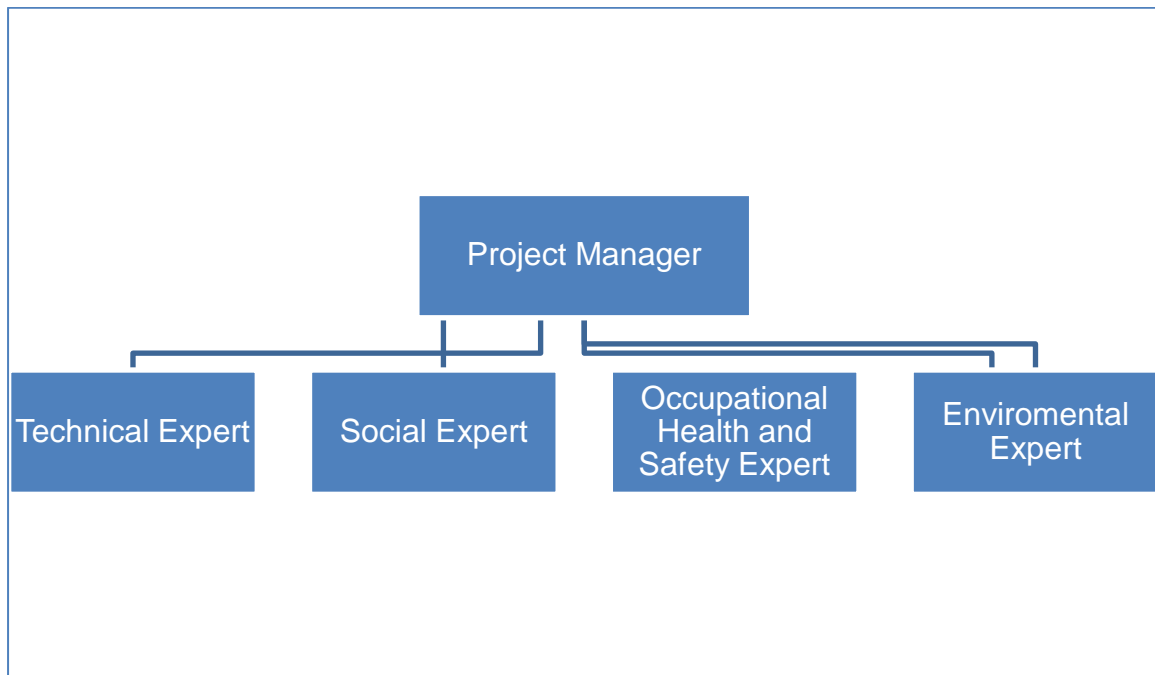 Project Manager
Technical Expert
Social Expert
Occupational
Health and
Safety Expert
Enviromental
Expert